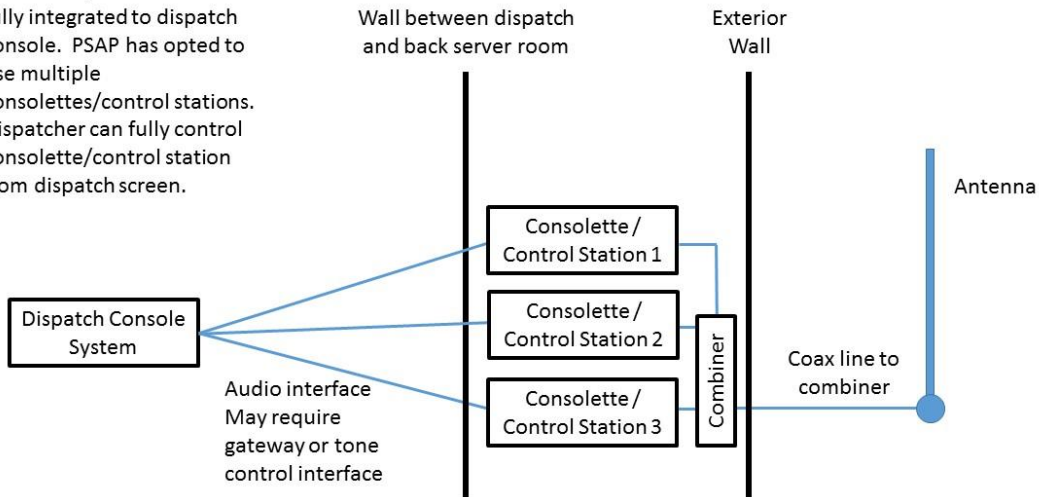 ully integrated to dispatch
onsole. PSAP has opted to
se multiple
onsolettes/control stations.
ispatcher can fully control
onsolette/control station
om dispatch screen.
Wall between dispatch
and back server room
Exterior
Wall
Antenna
Consolette /
Control Station 1
Dispatch Console
System
Consolette /
Control Station 2
Combiner
Coax line to
combiner
Audio interface
May require
gateway or tone
control interface
Consolette /
Control Station 3